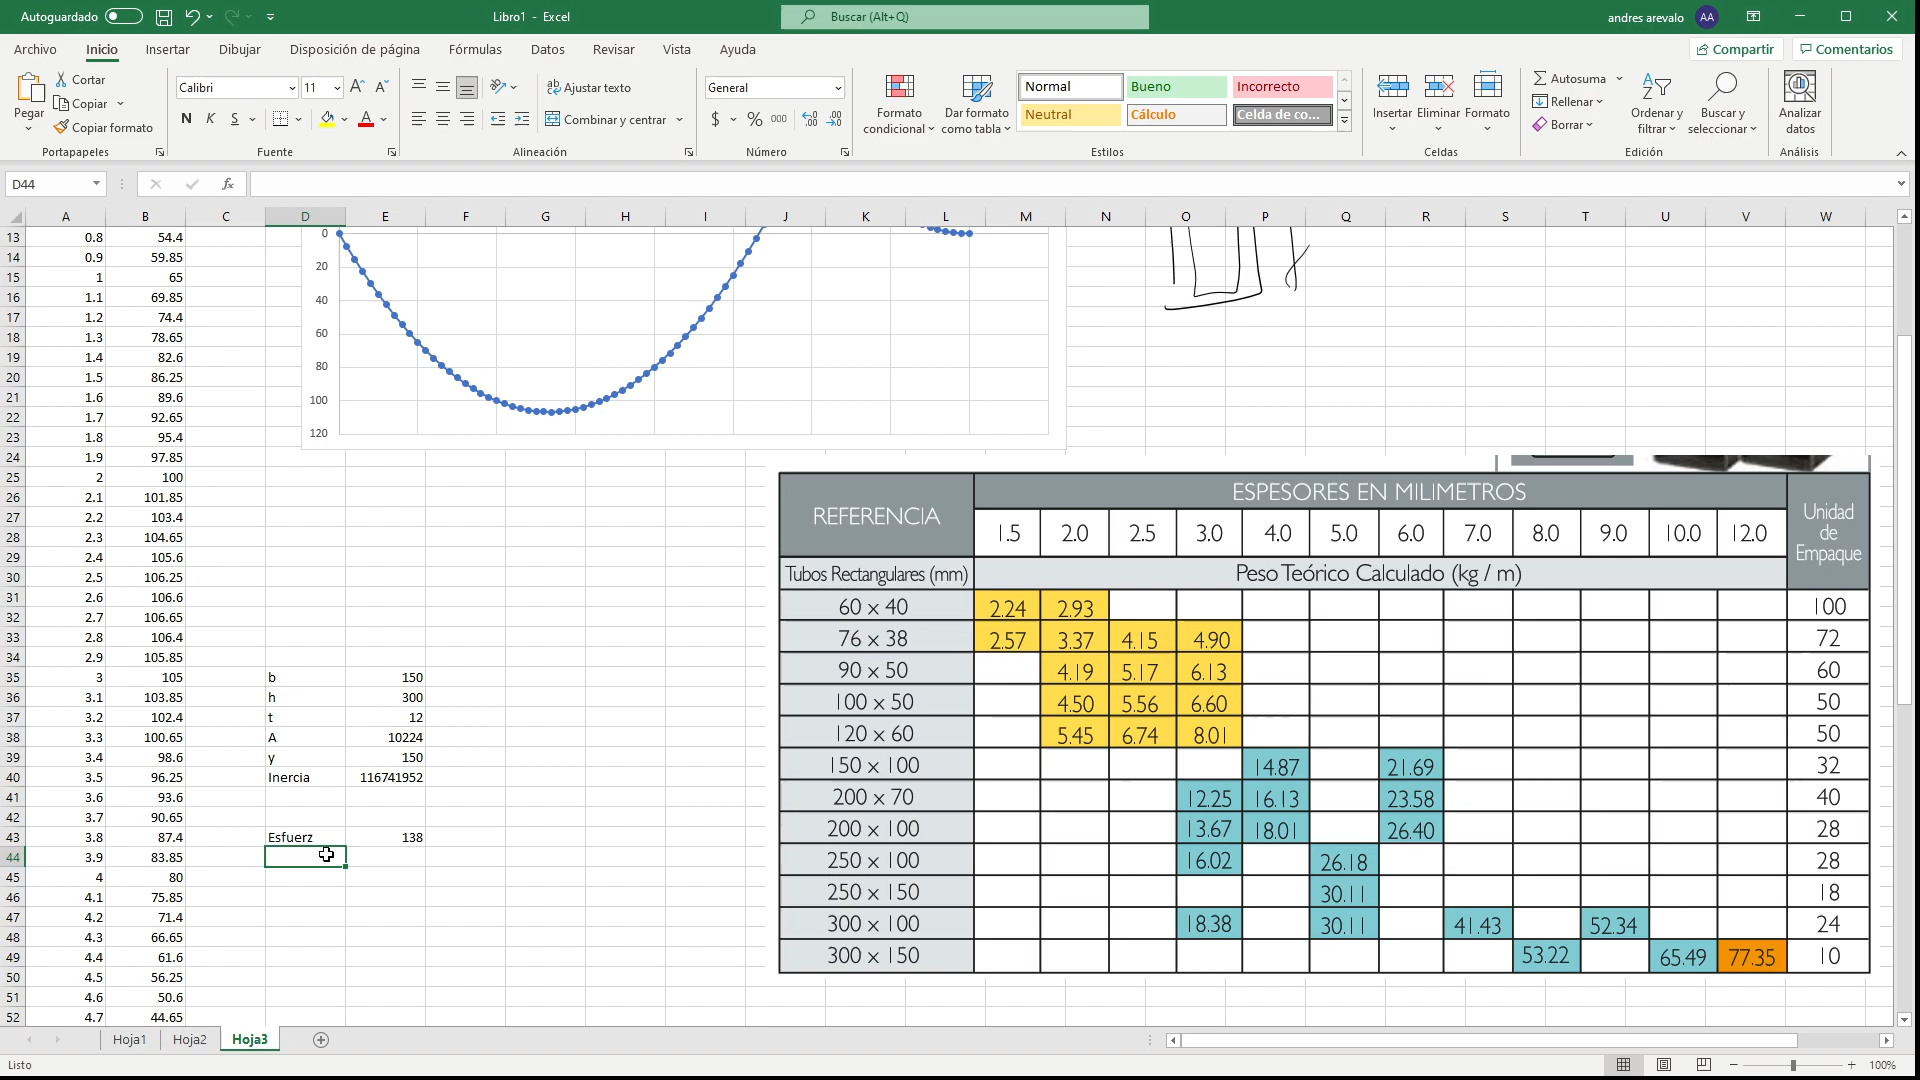 Autoguardado
Libro1 - Excel
Buscar (Alt+Q)
andres arevalo
AA
Archivo Inicio Insertar Dibujar Disposición de página Fórmulas Datos Revisar Vista Ayuda
Compartir Comentarios
Pegar
Cortar
Copiar
Copiar formato
Portapapeles
Calibri 11
N K S
Fuente
Ajustar texto
Combinar y centrar
Alineación
General
$ % 000
Número
Formato condicional
Dar formato como tabla
Normal Bueno Incorrecto
Neutral Cálculo Celda de co...
Estilos
Insertar Eliminar Formato
Celdas
Autosuma
Rellenar
Borrar
Ordenar y filtrar
Buscar y seleccionar
Edición
Analizar datos
Análisis
D44
fx
A B C D E F G H I J K L M N O P Q R S T U V W
13 0.8 54.4
14 0.9 59.85
15 1 65
16 1.1 69.85
17 1.2 74.4
18 1.3 78.65
19 1.4 82.6
20 1.5 86.25
21 1.6 89.6
22 1.7 92.65
23 1.8 95.4
24 1.9 97.85
25 2 100
26 2.1 101.85
27 2.2 103.4
28 2.3 104.65
29 2.4 105.6
30 2.5 106.25
31 2.6 106.6
32 2.7 106.65
33 2.8 106.4
34 2.9 105.85
35 3 105 b 150
36 3.1 103.85 h 300
37 3.2 102.4 t 12
38 3.3 100.65 A 10224
39 3.4 98.6 y 150
40 3.5 96.25 Inercia 116741952
41 3.6 93.6
42 3.7 90.65
43 3.8 87.4 Esfuerz 138
44 3.9 83.85
45 4 80
46 4.1 75.85
47 4.2 71.4
48 4.3 66.65
49 4.4 61.6
50 4.5 56.25
51 4.6 50.6
52 4.7 44.65
0
20
40
60
80
100
120
REFERENCIA
ESPESORES EN MILIMETROS
Unidad de Empaque
1.5 2.0 2.5 3.0 4.0 5.0 6.0 7.0 8.0 9.0 10.0 12.0
Tubos Rectangulares (mm) Peso Teórico Calculado (kg / m)
60 x 40 2.24 2.93 100
76 x 38 2.57 3.37 4.15 4.90 72
90 x 50 4.19 5.17 6.13 60
100 x 50 4.50 5.56 6.60 50
120 x 60 5.45 6.74 8.01 50
150 x 100 14.87 21.69 32
200 x 70 12.25 16.13 23.58 40
200 x 100 13.67 18.01 26.40 28
250 x 100 16.02 26.18 28
250 x 150 30.11 18
300 x 100 18.38 30.11 41.43 52.34 24
300 x 150 53.22 65.49 77.35 10
Hoja1 Hoja2 Hoja3
Listo
100%